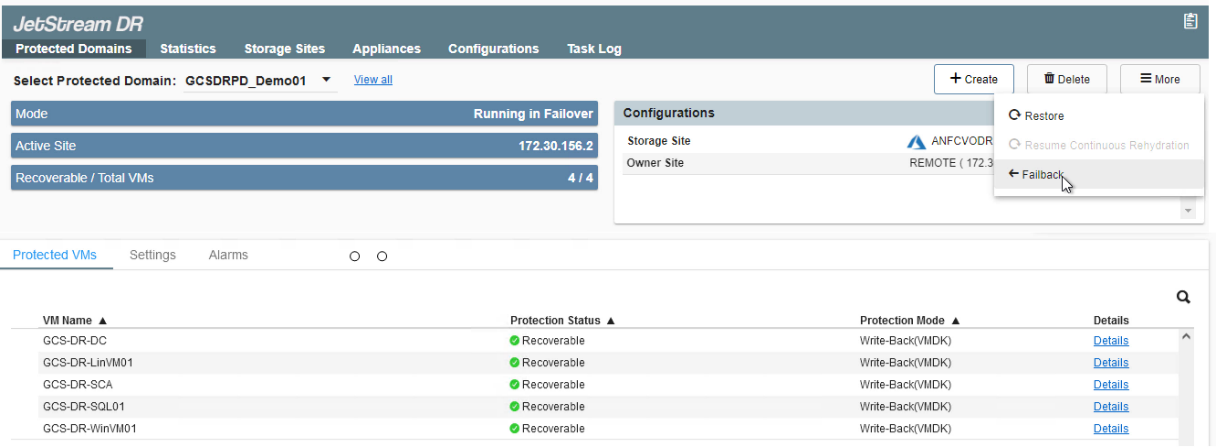 JetStream DR
Protected Domains Statistics Storage Sites Appliances Configurations Task Log
Select Protected Domain: GCSDRPD_Demo01 View all
+ Create Delete More
Mode Running in Failover
Active Site 172.30.156.2
Recoverable / Total VMs 4 / 4
Configurations
Storage Site ANFCVODR
Owner Site REMOTE ( 172.3
Restore
Resume Continuous Rehydration
Failback
Protected VMs Settings Alarms
VM Name ▲ Protection Status ▲ Protection Mode ▲ Details
GCS-DR-DC Recoverable Write-Back(VMDK) Details
GCS-DR-LinVM01 Recoverable Write-Back(VMDK) Details
GCS-DR-SCA Recoverable Write-Back(VMDK) Details
GCS-DR-SQL01 Recoverable Write-Back(VMDK) Details
GCS-DR-WinVM01 Recoverable Write-Back(VMDK) Details